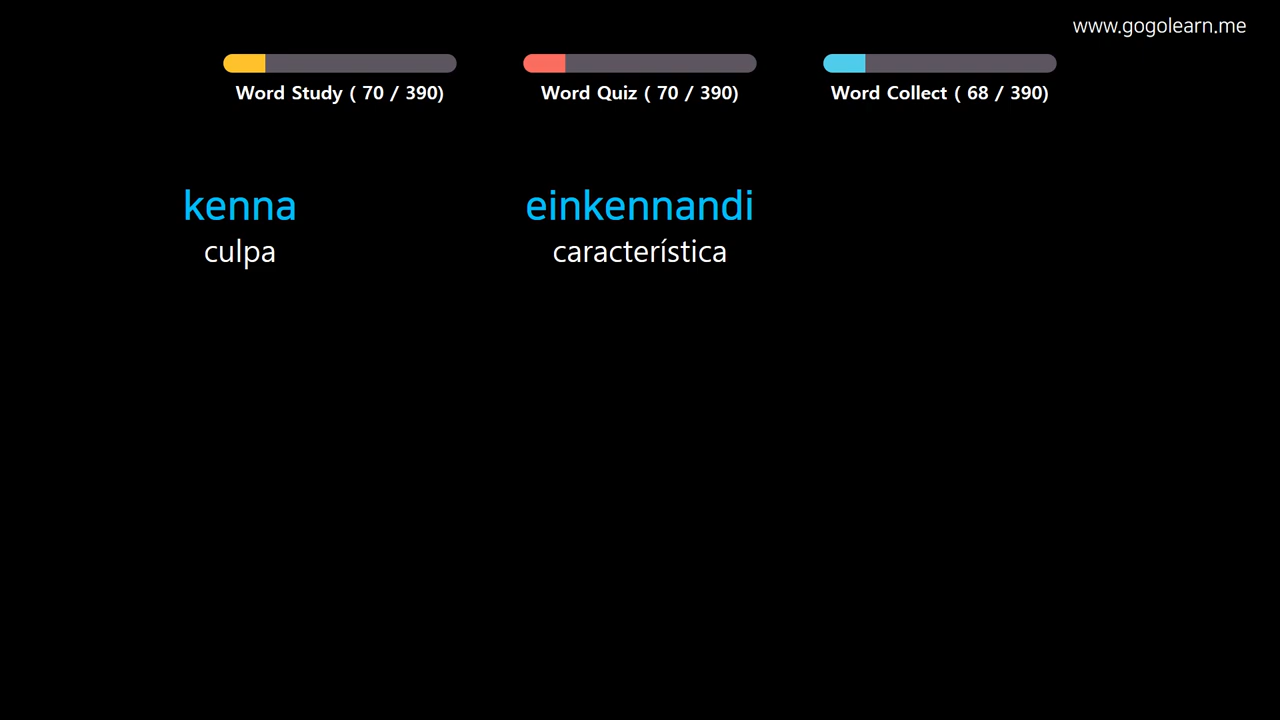 www.gogolearn.me
Word Study ( 70 / 390)
Word Quiz ( 70 / 390)
Word Collect ( 68 / 390)
kenna
culpa
einkennandi
característica